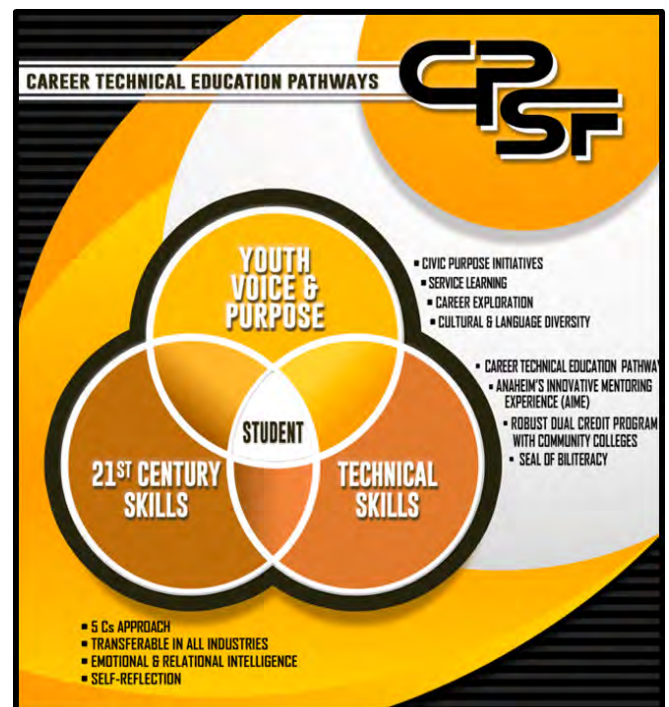 CAREER TECHNICAL EDUCATION PATHWAYS
CPSF
YOUTH
VOICE &
PURPOSE
▪ CIVIC PURPOSE INITIATIVES
▪ SERVICE LEARNING
▪ CAREER EXPLORATION
▪ CULTURAL & LANGUAGE DIVERSITY
▪ CAREER TECHNICAL EDUCATION PATHWA
▪ ANAHEIM'S INNOVATIVE MENTORING
EXPERIENCE (AIME)
▪ ROBUST DUAL CREDIT PROGRAM
WITH COMMUNITY COLLEGES
▪ SEAL OF BILITERACY
STUDENT
21ST CENTURY
SKILLS
TECHNICAL
SKILLS
▪ 5 Cs APPROACH
▪ TRANSFERABLE IN ALL INDUSTRIES
▪ EMOTIONAL & RELATIONAL INTELLIGENCE
▪ SELF-REFLECTION